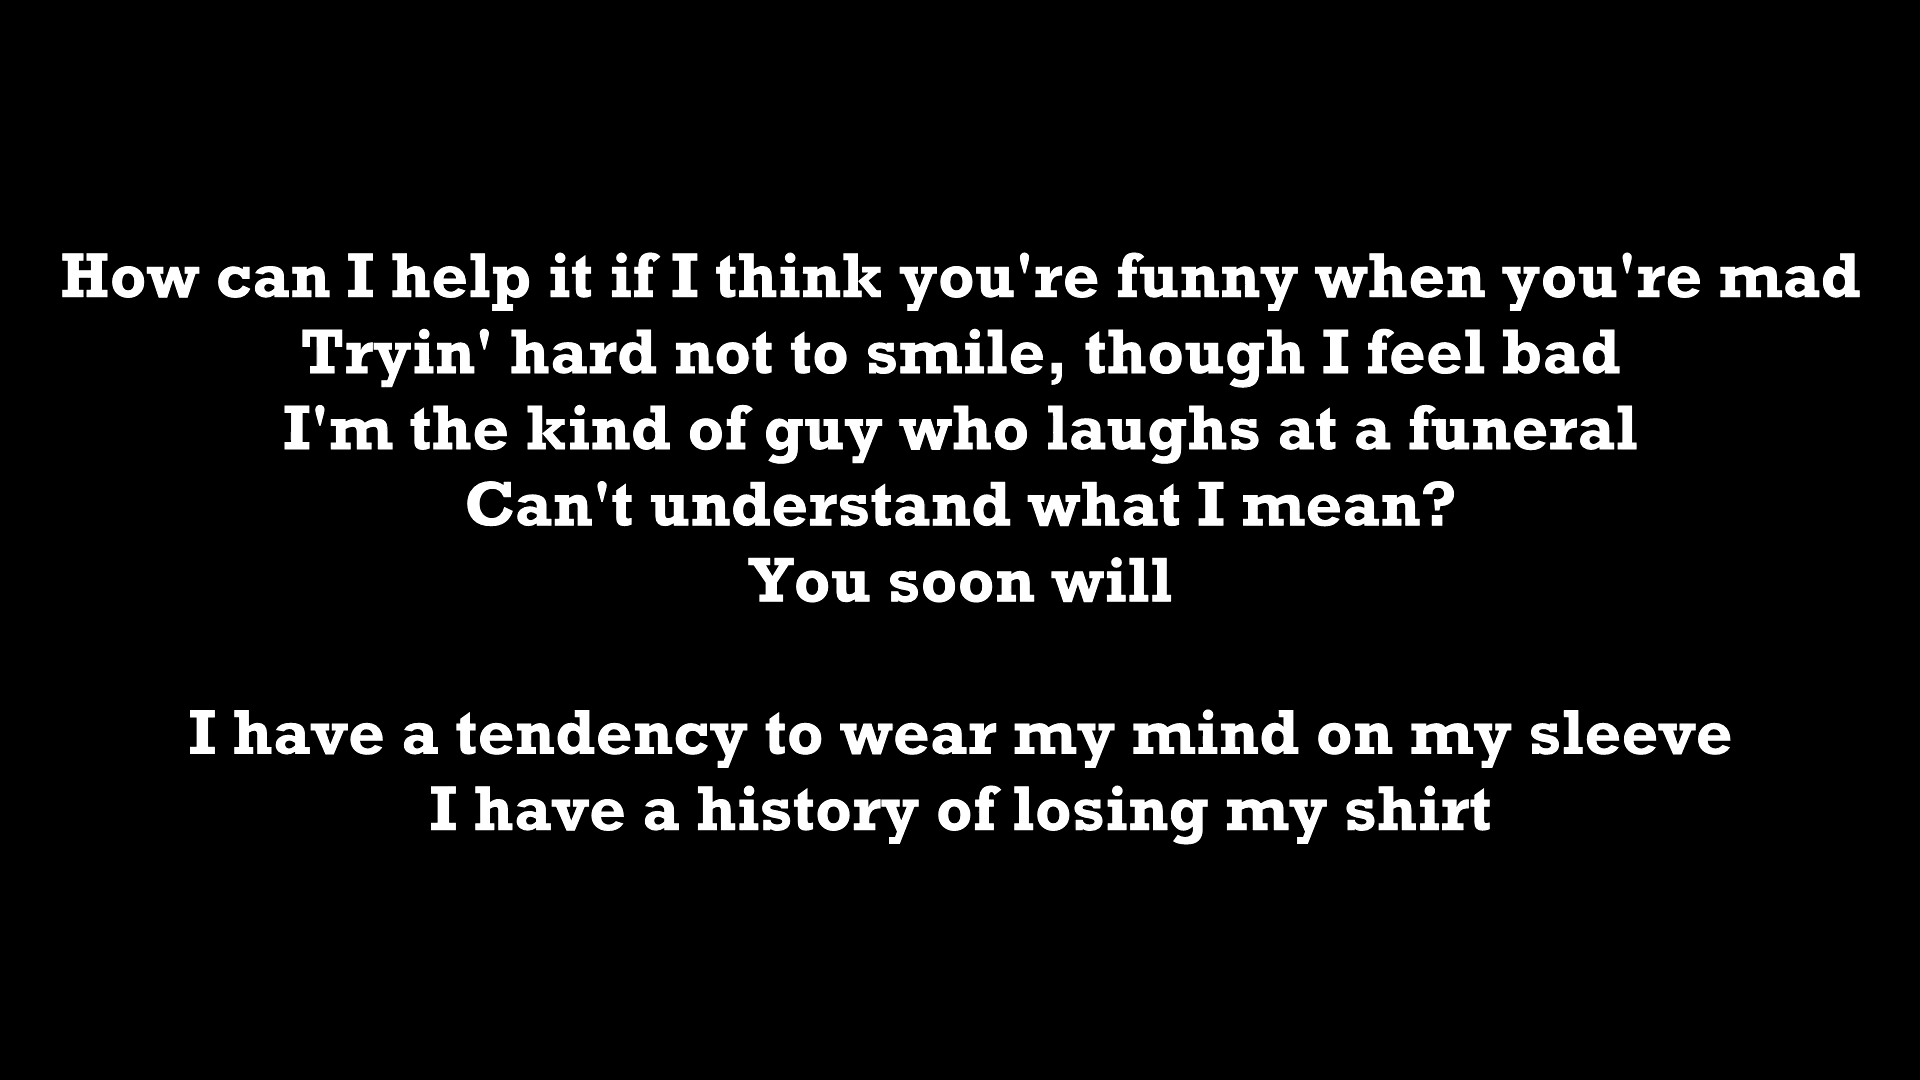 How can I help it if I think you're funny when you're mad
Tryin' hard not to smile, though I feel bad
I'm the kind of guy who laughs at a funeral
Can't understand what I mean?
You soon will
I have a tendency to wear my mind on my sleeve
I have a history of losing my shirt